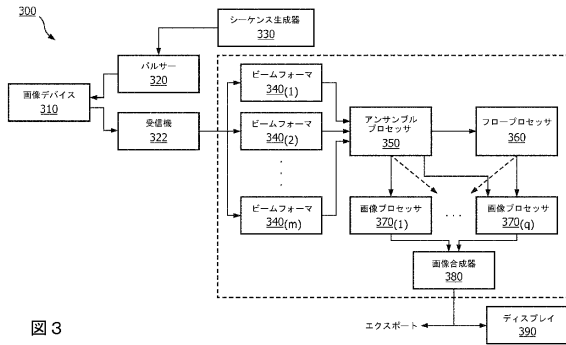 300
シーケンス生成器
330
パルサー
320
画像デバイス
310
受信機
322
ビームフォーマ
340(1)
ビームフォーマ
340(2)
ビームフォーマ
340(m)
アンサンブル
プロセッサ
350
フロープロセッサ
360
画像プロセッサ
370(1)
. . .
画像プロセッサ
370(q)
画像合成器
380
エクスポート
ディスプレイ
390
図3